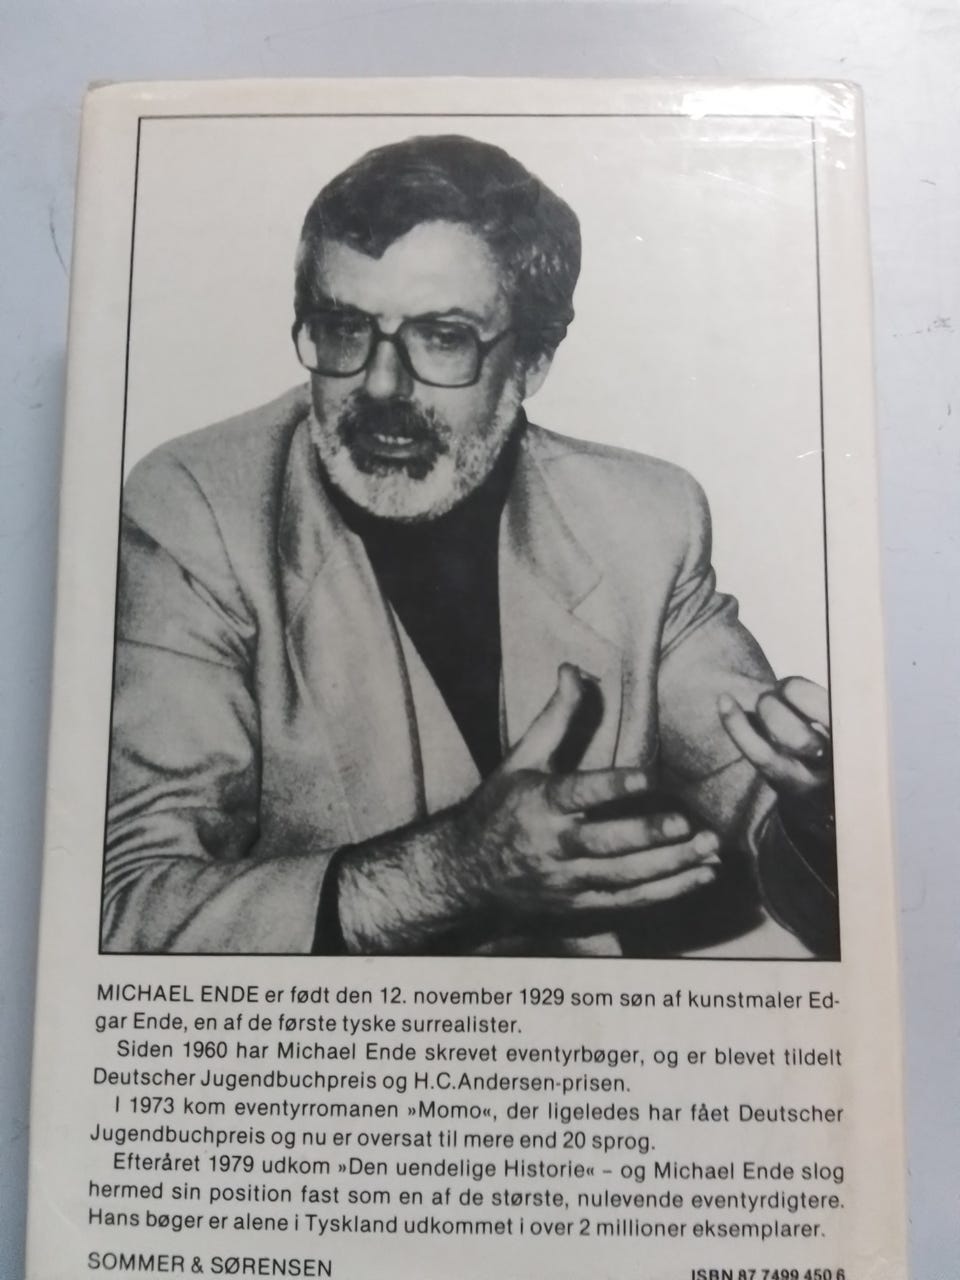 MICHAEL ENDE er født den 12. november 1929 som søn af kunstmaler Ed-
gar Ende, en af de første tyske surrealister.
Siden 1960 har Michael Ende skrevet eventyrbøger, og er blevet tildelt
Deutscher Jugendbuchpreis og H.C.Andersen-prisen.
I 1973 kom eventyrromanen »Momo«, der ligeledes har fået Deutscher
Jugendbuchpreis og nu er oversat til mere end 20 sprog.
Efteråret 1979 udkom »Den uendelige Historie« – og Michael Ende slog
hermed sin position fast som en af de største, nulevende eventyrdigtere.
Hans bøger er alene i Tyskland udkommet i over 2 millioner eksemplarer.
SOMMER & SØRENSEN
ISBN 87 7499 450 6